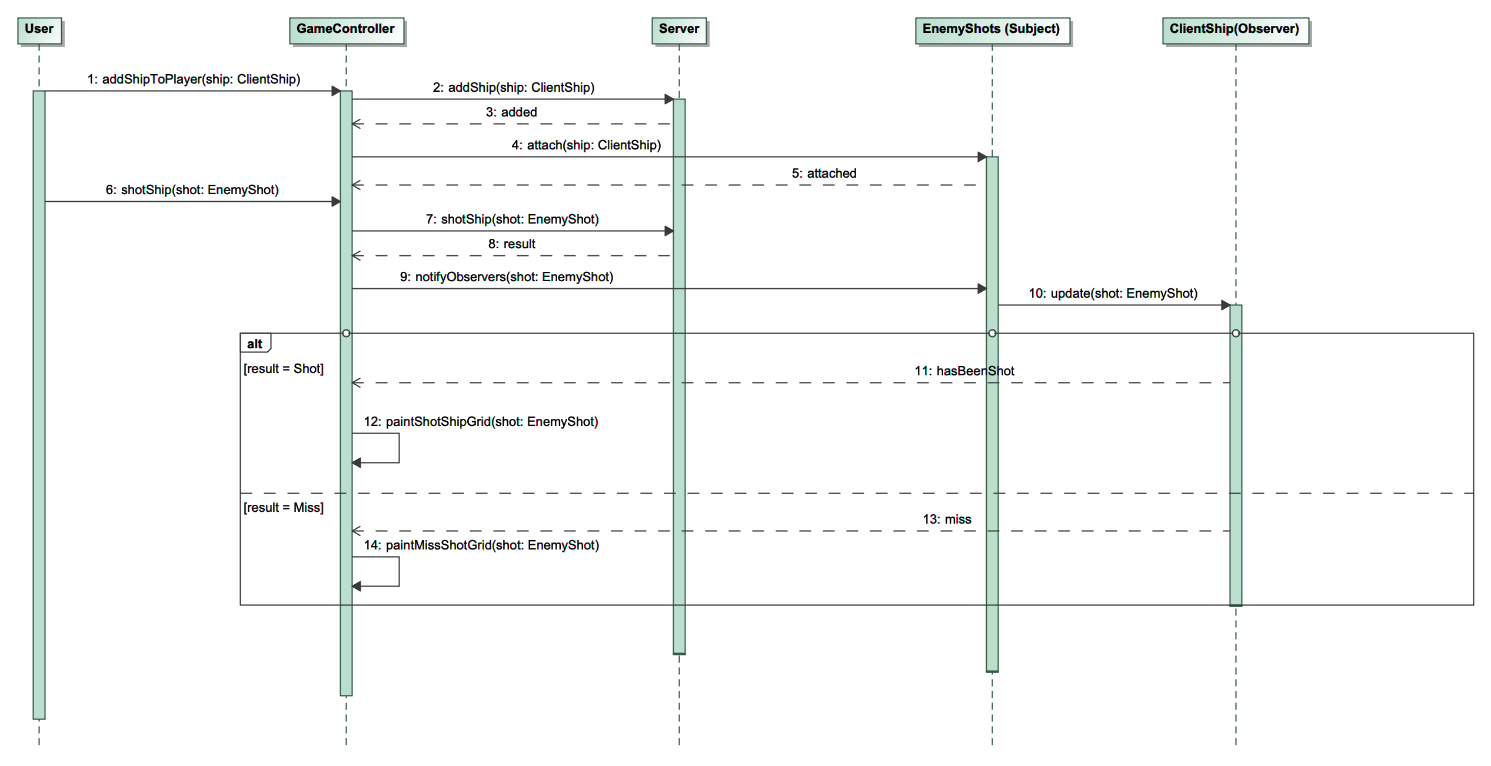 User
GameController
Server
EnemyShots (Subject)
ClientShip(Observer)
1: addShipToPlayer(ship: ClientShip)
2: addShip(ship: ClientShip)
3: added
4: attach(ship: ClientShip)
5: attached
6: shotShip(shot: EnemyShot)
7: shotShip(shot: EnemyShot)
8: result
9: notifyObservers(shot: EnemyShot)
10: update(shot: EnemyShot)
alt
[result = Shot]
11: hasBeenShot
12: paintShotShipGrid(shot: EnemyShot)
[result = Miss]
13: miss
14: paintMissShotGrid(shot: EnemyShot)